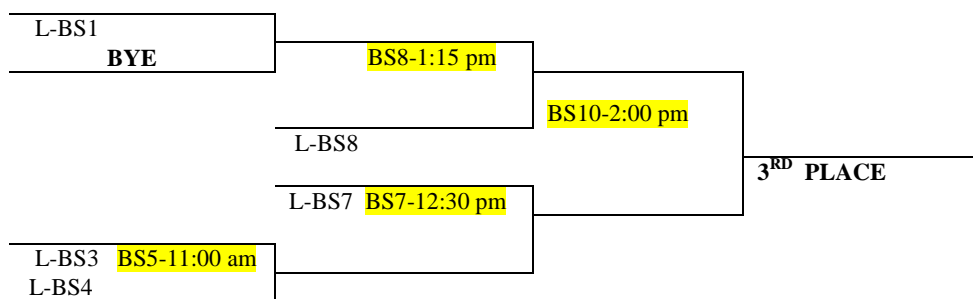 L-BS1
BYE
BS8-1:15 pm
BS10-2:00 pm
L-BS8
3RD PLACE
L-BS7 BS7-12:30 pm
L-BS3 BS5-11:00 am
L-BS4